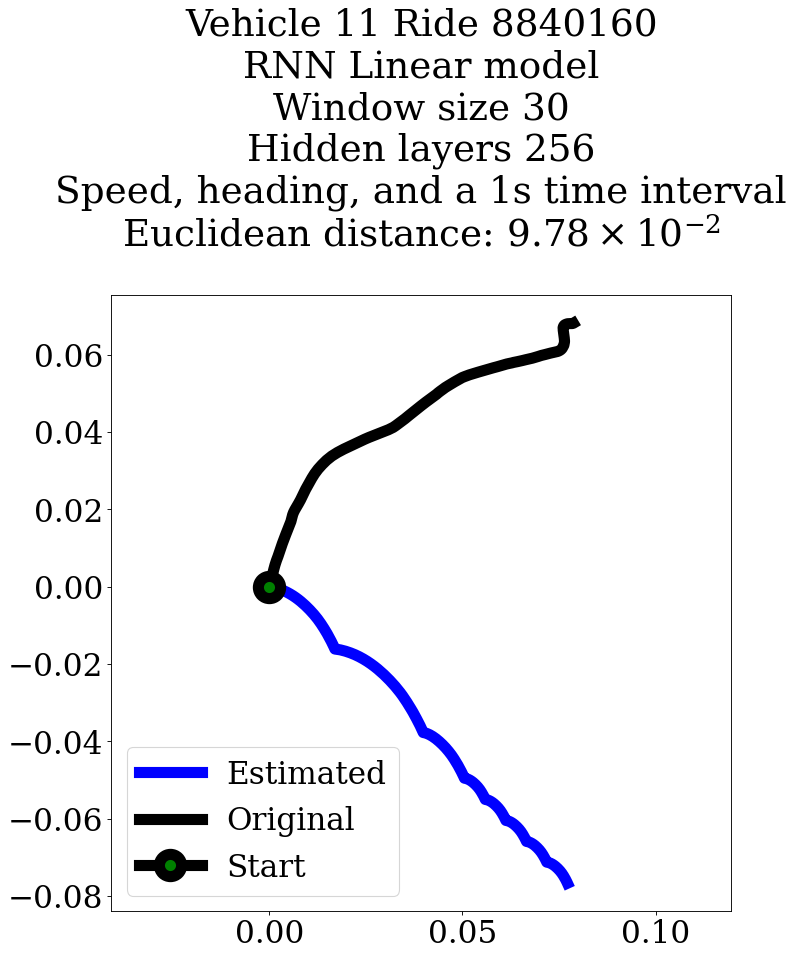 Vehicle 11 Ride 8840160
RNN Linear model
Window size 30
Hidden layers 256
Speed, heading, and a 1s time interval
Euclidean distance: 9.78 × 10⁻²
0.06
0.04
0.02
0.00
−0.02
−0.04
−0.06
−0.08
Estimated
Original
Start
0.00 0.05 0.10